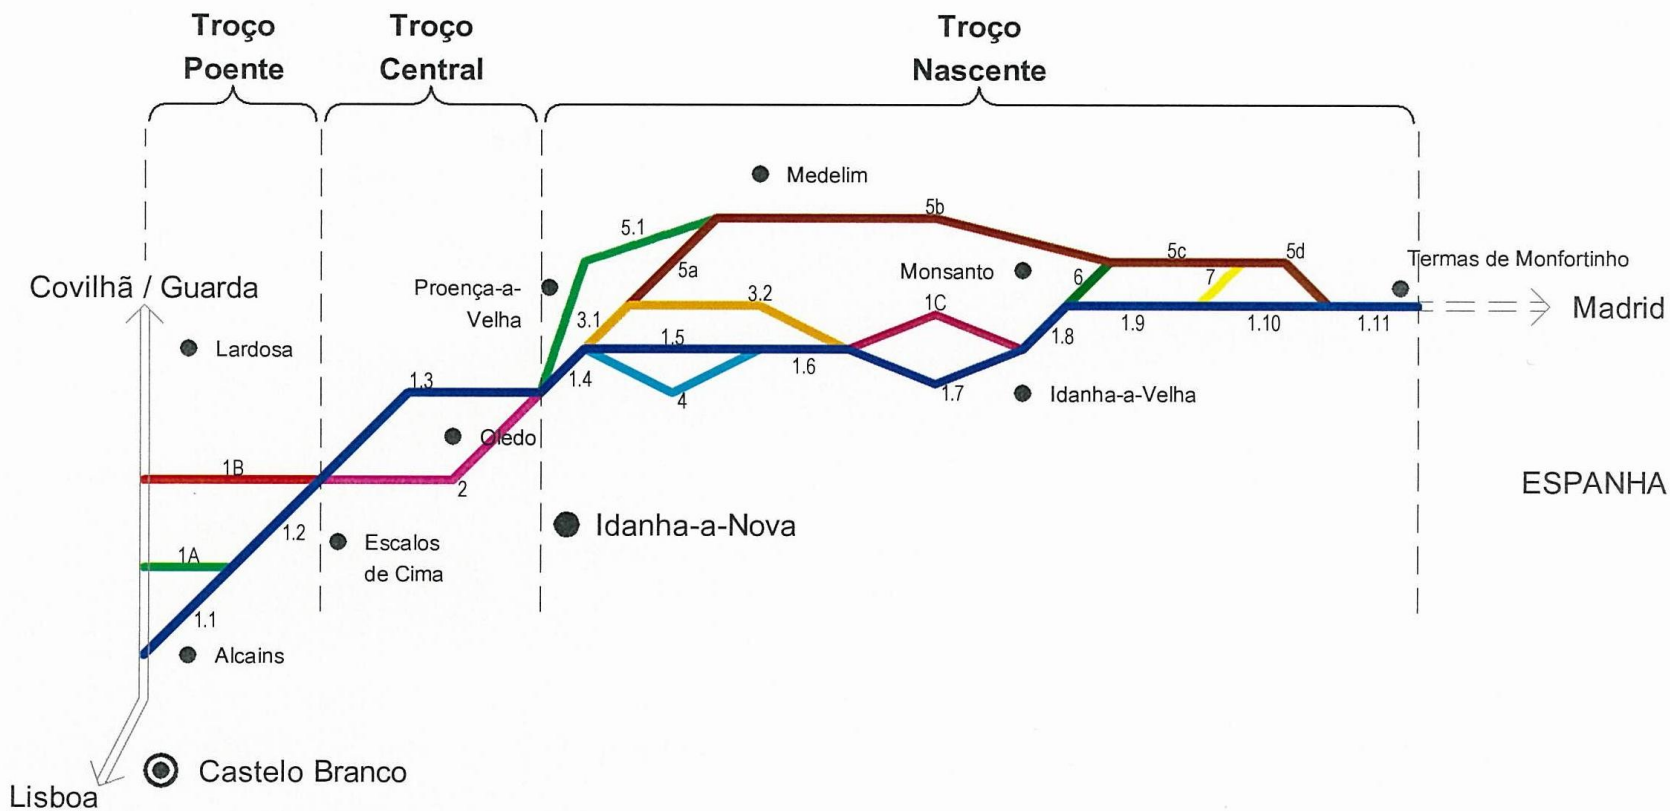 Troço
Poente
Troço
Central
Troço
Nascente
Medelim
5.1
5b
5a
5c
5d
Termas de Monfortinho
Covilhã / Guarda
Proença-a-
Velha
Monsanto
6
7
Madrid
3.1
3.2
1C
Lardosa
1.5
1.8
1.9
1.10
1.11
1.6
1.3
1.4
4
1.7
Idanha-a-Velha
Oledo
1B
2
ESPANHA
1.2
Idanha-a-Nova
1A
Escalos
de Cima
1.1
Alcains
Castelo Branco
Lisboa